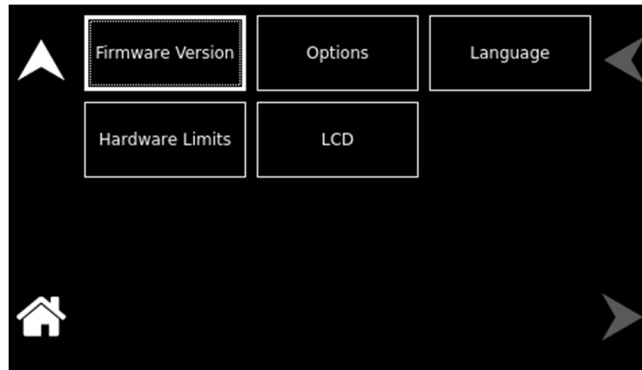 Firmware Version
Options
Language
Hardware Limits
LCD